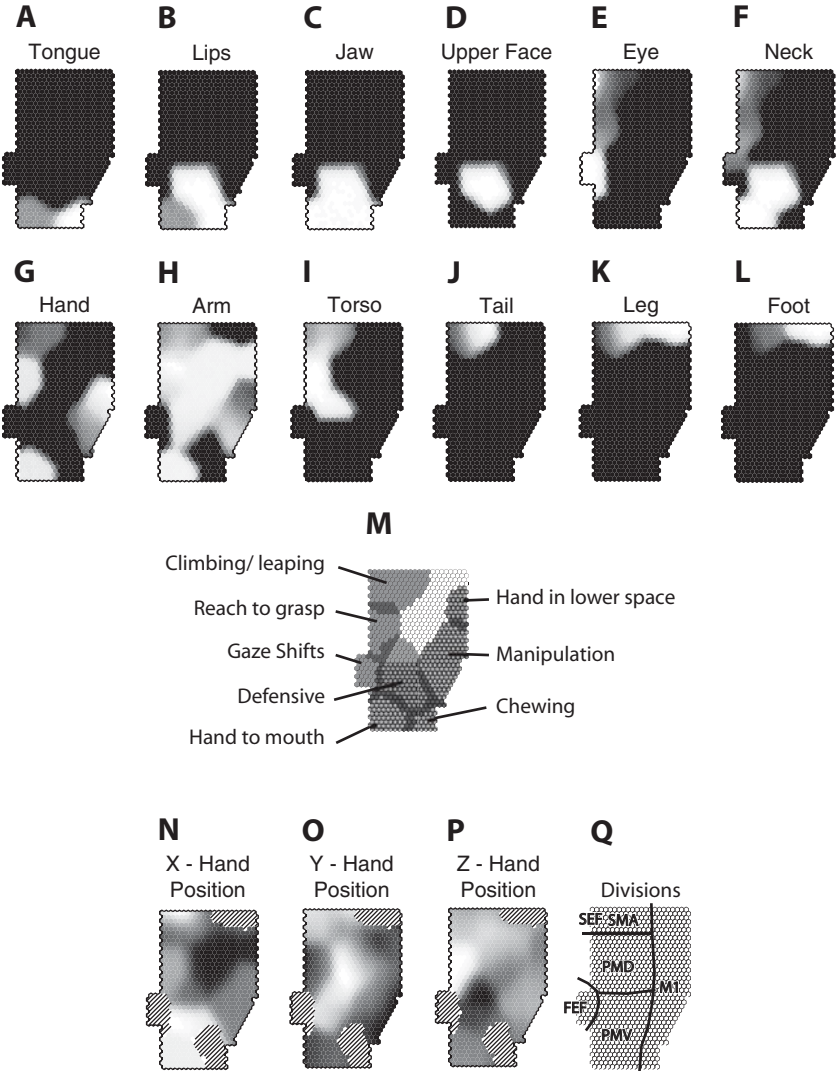 A
Tongue
B
Lips
C
Jaw
D
Upper Face
E
Eye
F
Neck
G
Hand
H
Arm
I
Torso
J
Tail
K
Leg
L
Foot
M
Climbing/ leaping
Reach to grasp
Gaze Shifts
Defensive
Hand to mouth
Hand in lower space
Manipulation
Chewing
N
X - Hand
Position
O
Y - Hand
Position
P
Z - Hand
Position
Q
Divisions
SEF SMA
PMD
M1
FEF
PMV